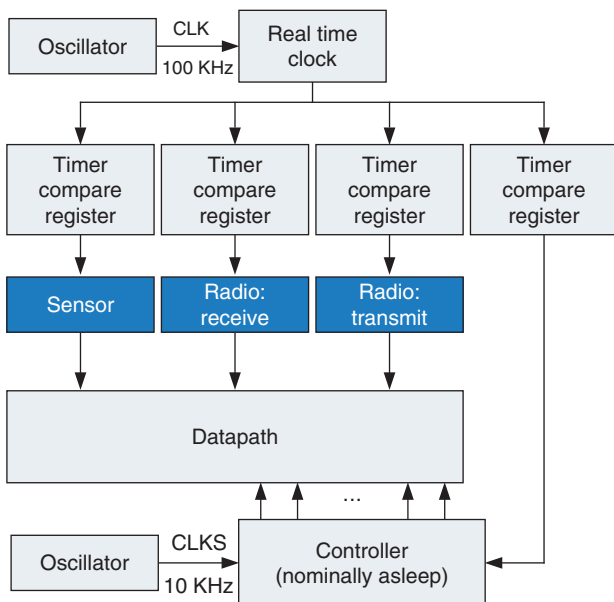 Oscillator
CLK
100 KHz
Real time
clock
Timer
compare
register
Timer
compare
register
Timer
compare
register
Timer
compare
register
Sensor
Radio:
receive
Radio:
transmit
Datapath
...
Oscillator
CLKS
10 KHz
Controller
(nominally asleep)